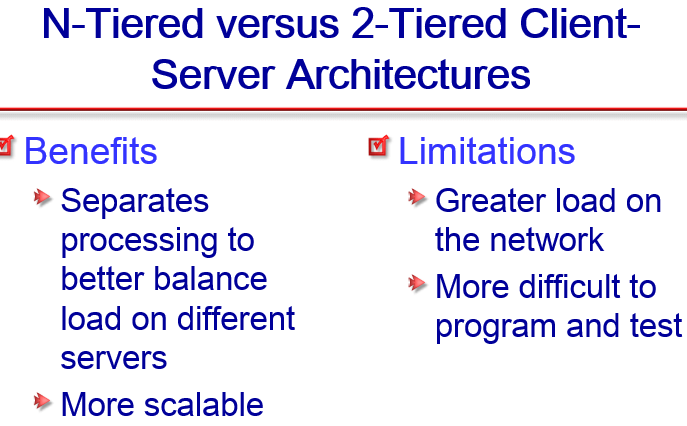 N-Tiered versus 2-Tiered Client-
Server Architectures
Benefits
Separates
processing to
better balance
load on different
servers
More scalable
Limitations
Greater load on
the network
More difficult to
program and test